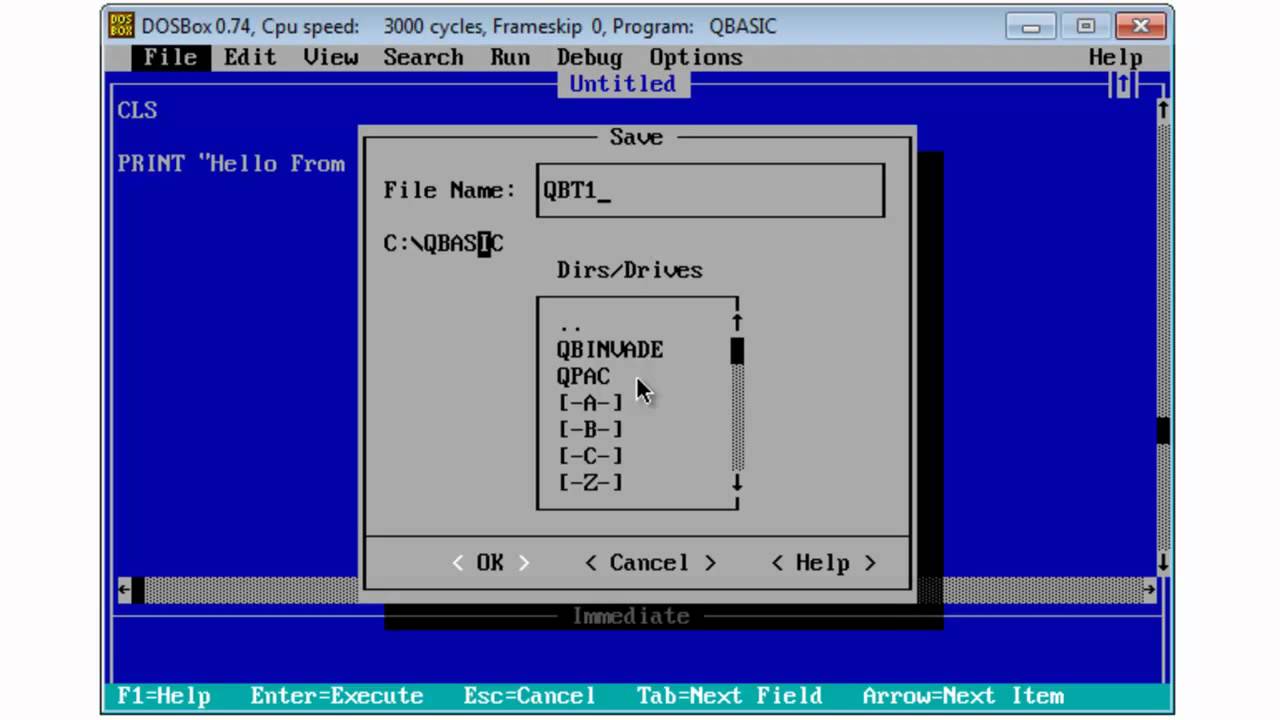 DOS BOX DOSBox 0.74, Cpu speed: 3000 cycles, Frameskip 0, Program: QBASIC
File Edit View Search Run Debug Options Help
Untitled
CLS
PRINT "Hello From
Save
File Name: QBT1_
C:\QBASIC
Dirs/Drives
..
QBINVADE
QPAC
[-A-]
[-B-]
[-C-]
[-Z-]
< OK > < Cancel > < Help >
Immediate
F1=Help Enter=Execute Esc=Cancel Tab=Next Field Arrow=Next Item